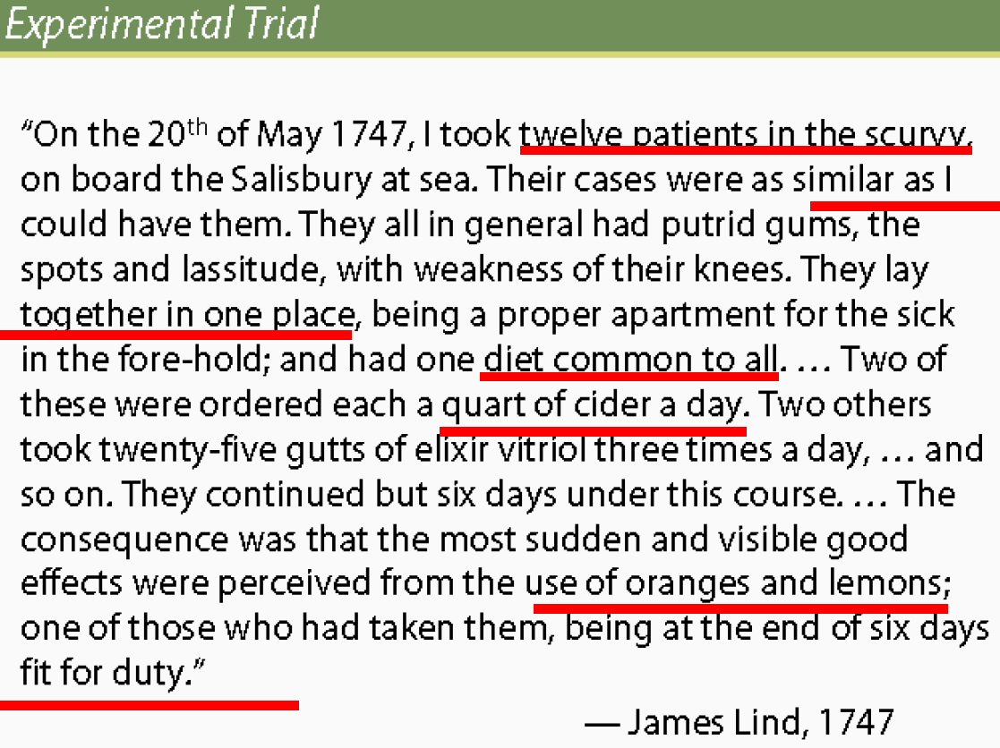 Experimental Trial
“On the 20th of May 1747, I took twelve patients in the scurvy,
on board the Salisbury at sea. Their cases were as similar as I
could have them. They all in general had putrid gums, the
spots and lassitude, with weakness of their knees. They lay
together in one place, being a proper apartment for the sick
in the fore-hold; and had one diet common to all. … Two of
these were ordered each a quart of cider a day. Two others
took twenty-five gutts of elixir vitriol three times a day, … and
so on. They continued but six days under this course. … The
consequence was that the most sudden and visible good
effects were perceived from the use of oranges and lemons;
one of those who had taken them, being at the end of six days
fit for duty.”
— James Lind, 1747